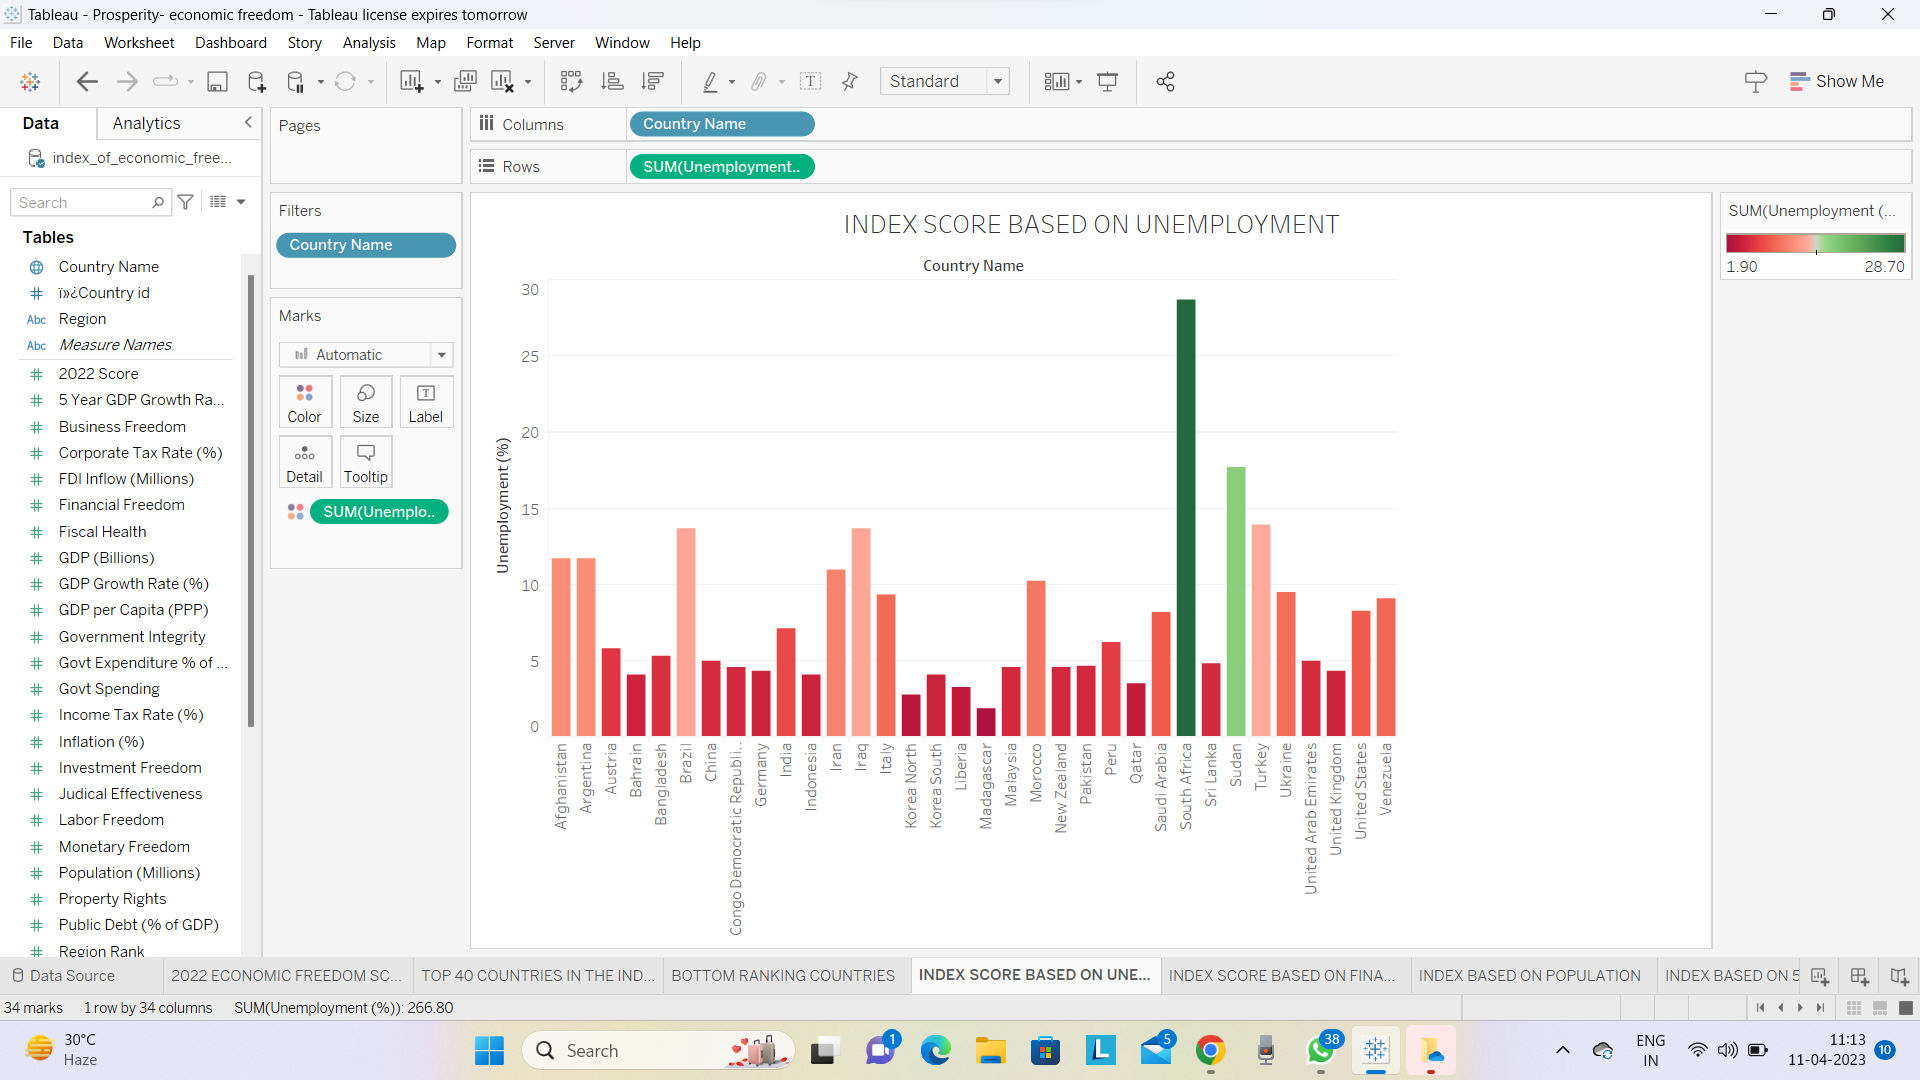 Tableau - Prosperity- economic freedom - Tableau license expires tomorrow
File Data Worksheet Dashboard Story Analysis Map Format Server Window Help
Standard
Show Me
Data Analytics
index_of_economic_free...
Search
Tables
Country Name
ï»¿Country id
Abc Region
Abc Measure Names
2022 Score
5 Year GDP Growth Ra...
Business Freedom
Corporate Tax Rate (%)
FDI Inflow (Millions)
Financial Freedom
Fiscal Health
GDP (Billions)
GDP Growth Rate (%)
GDP per Capita (PPP)
Government Integrity
Govt Expenditure % of ...
Govt Spending
Income Tax Rate (%)
Inflation (%)
Investment Freedom
Judical Effectiveness
Labor Freedom
Monetary Freedom
Population (Millions)
Property Rights
Public Debt (% of GDP)
Region Rank
Pages
Filters
Country Name
Marks
Automatic
Color Size Label
Detail Tooltip
SUM(Unemplo..
Columns Country Name
Rows SUM(Unemployment..
INDEX SCORE BASED ON UNEMPLOYMENT
Country Name
Unemployment (%)
30
25
20
15
10
5
0
Afghanistan
Argentina
Austria
Bahrain
Bangladesh
Brazil
China
Congo Democratic Republi..
Germany
India
Indonesia
Iran
Iraq
Italy
Korea North
Korea South
Liberia
Madagascar
Malaysia
Morocco
New Zealand
Pakistan
Peru
Qatar
Saudi Arabia
South Africa
Sri Lanka
Sudan
Turkey
Ukraine
United Arab Emirates
United Kingdom
United States
Venezuela
SUM(Unemployment (...
1.90 28.70
Data Source 2022 ECONOMIC FREEDOM SC... TOP 40 COUNTRIES IN THE IND... BOTTOM RANKING COUNTRIES INDEX SCORE BASED ON UNE... INDEX SCORE BASED ON FINA... INDEX BASED ON POPULATION INDEX BASED ON 5
34 marks 1 row by 34 columns SUM(Unemployment (%)): 266.80
30°C
Haze
Search
1
L
5
38
ENG
IN
11:13
11-04-2023
10